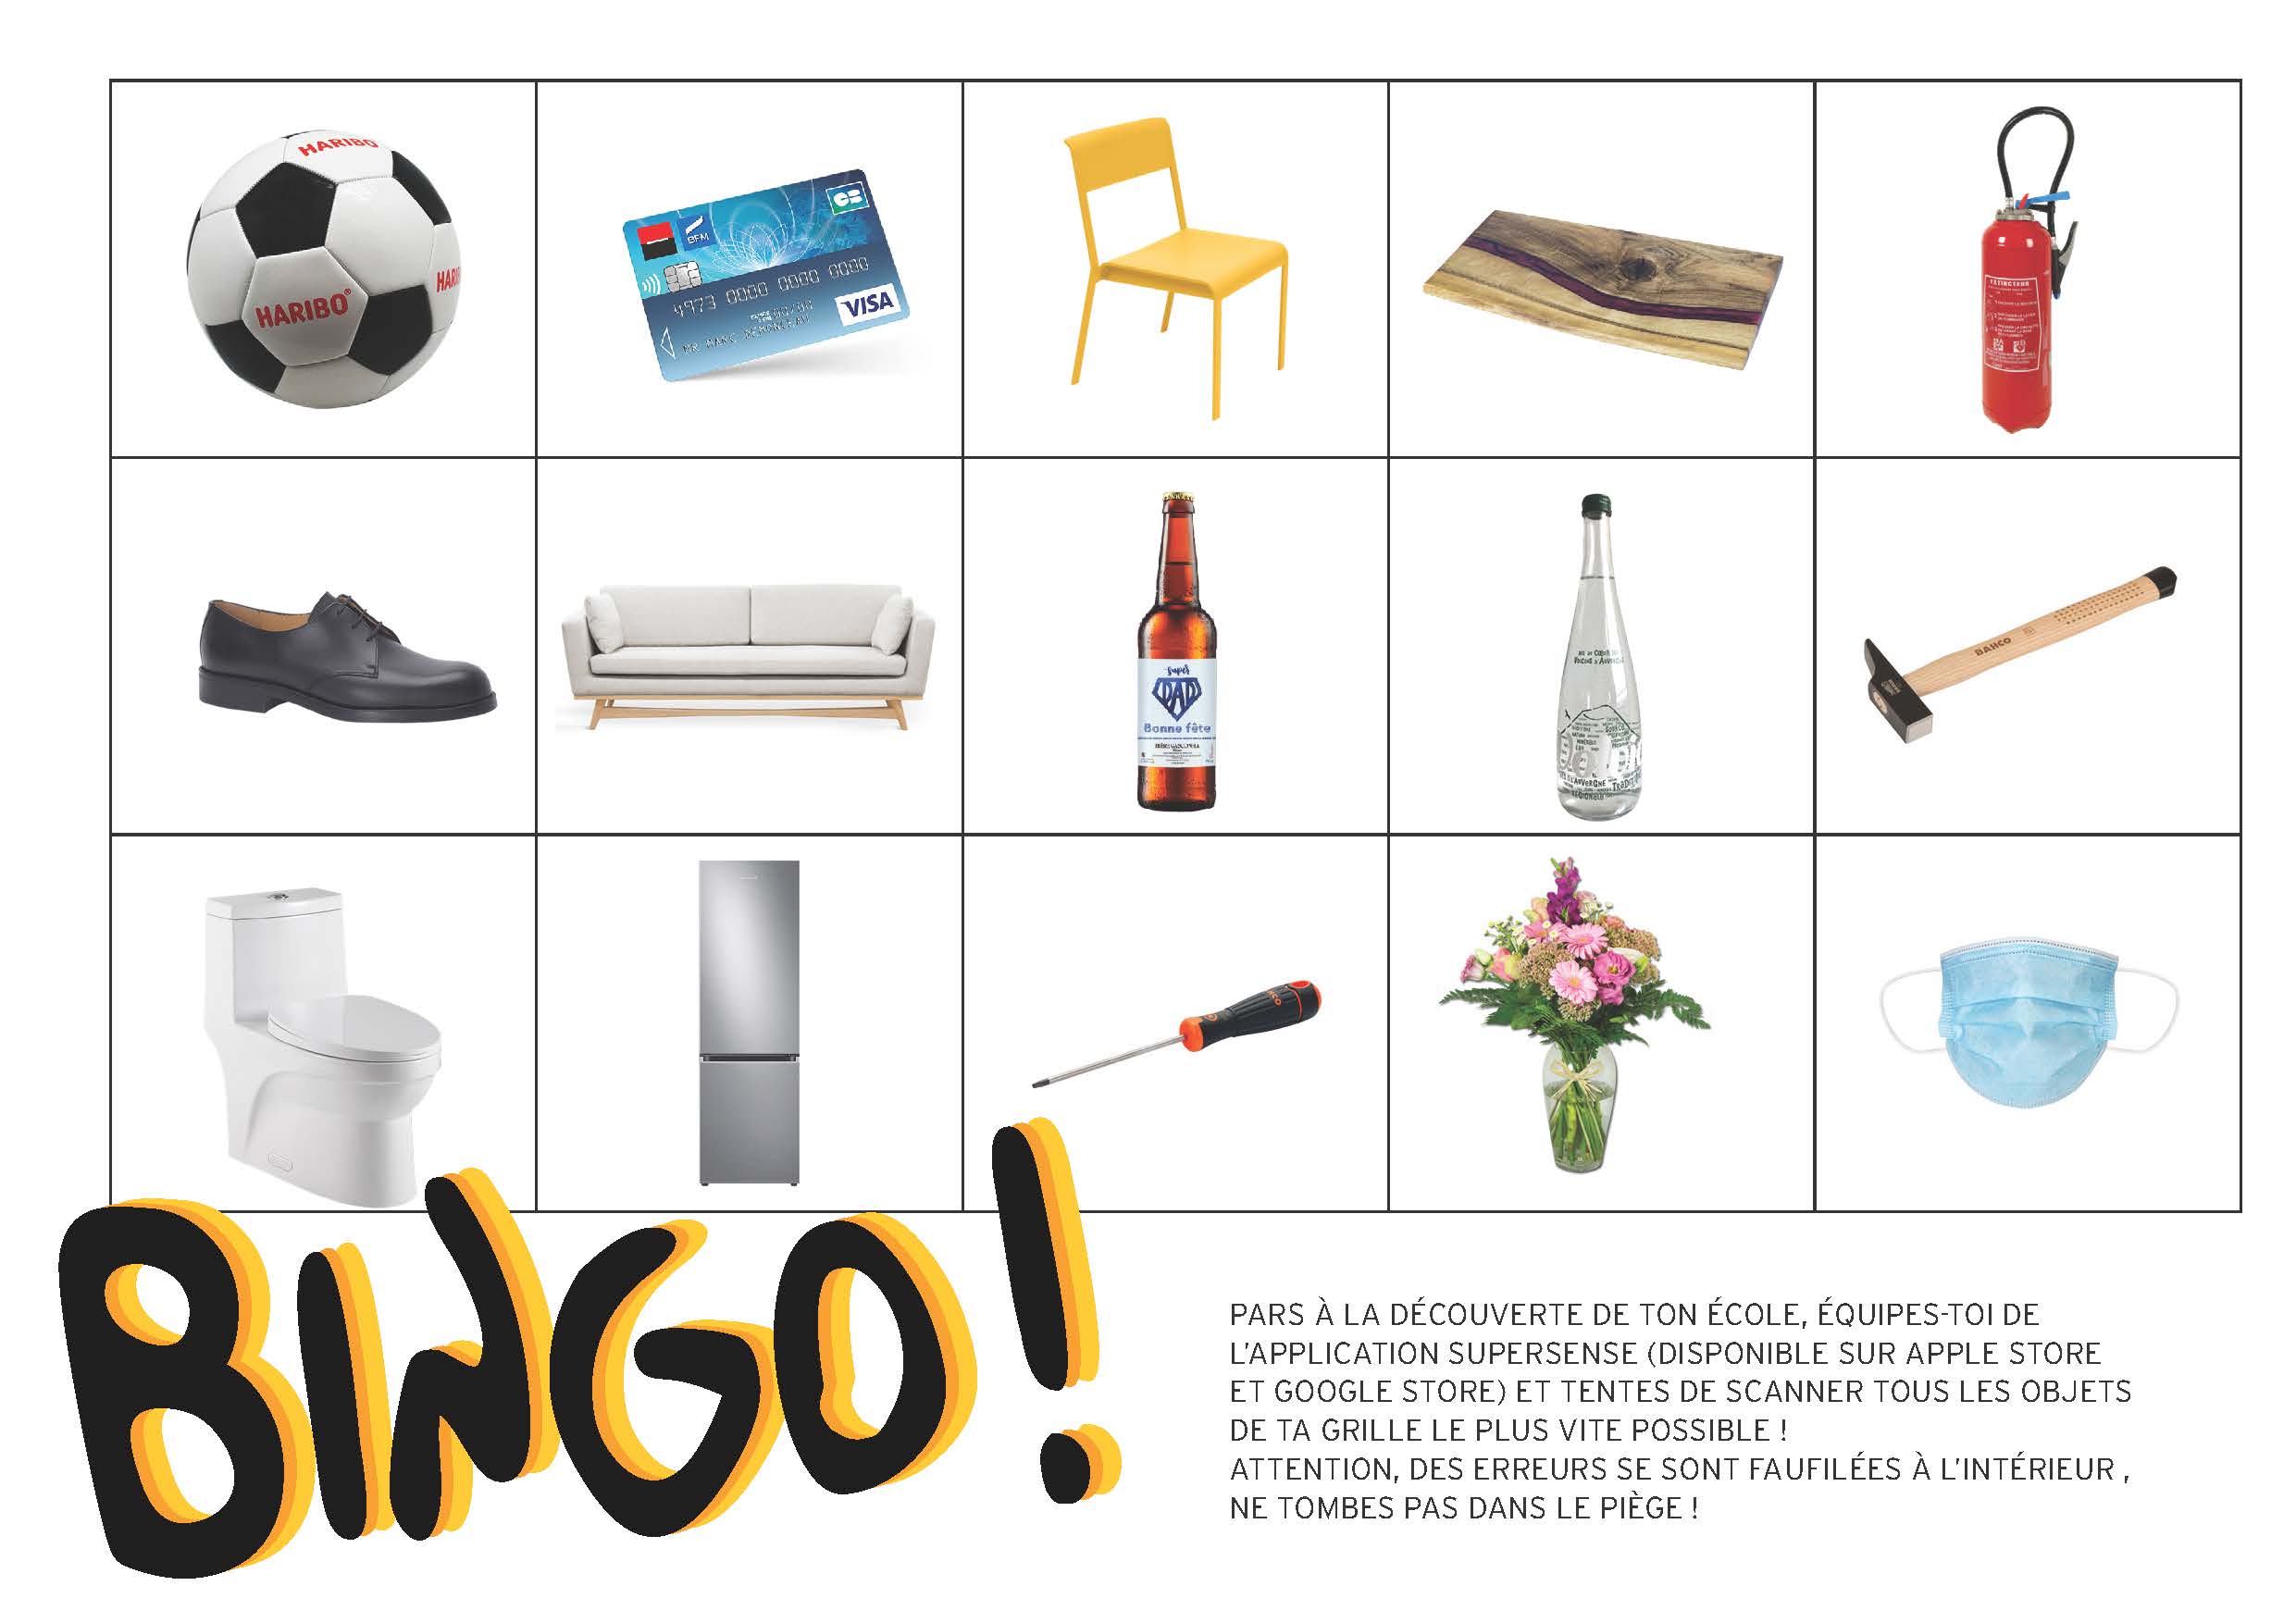 HARIBO
HARIBO®
HARIB
BFM
CB
4973 0000 0000 0000
VISA
EXTINCTEUR
Super
DAD
Bonne fête
BAHCO
BINGO!
PARS À LA DÉCOUVERTE DE TON ÉCOLE, ÉQUIPES-TOI DE
L'APPLICATION SUPERSENSE (DISPONIBLE SUR APPLE STORE
ET GOOGLE STORE) ET TENTES DE SCANNER TOUS LES OBJETS
DE TA GRILLE LE PLUS VITE POSSIBLE !
ATTENTION, DES ERREURS SE SONT FAUFILÉES À L'INTÉRIEUR ,
NE TOMBES PAS DANS LE PIÈGE !